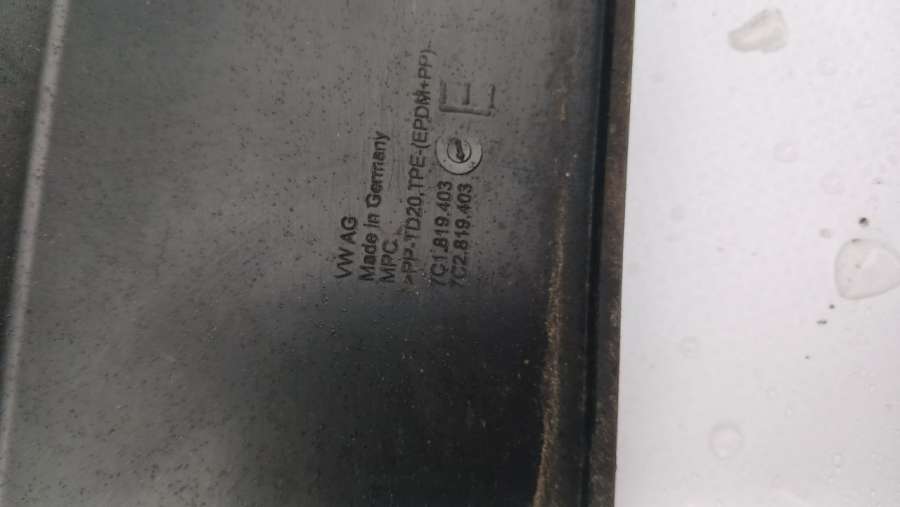 VW AG
Made in Germany
MPC
>PP-TD20,TPE-(EPDM+PP)<
7C1.819.403
7C2.819.403
E